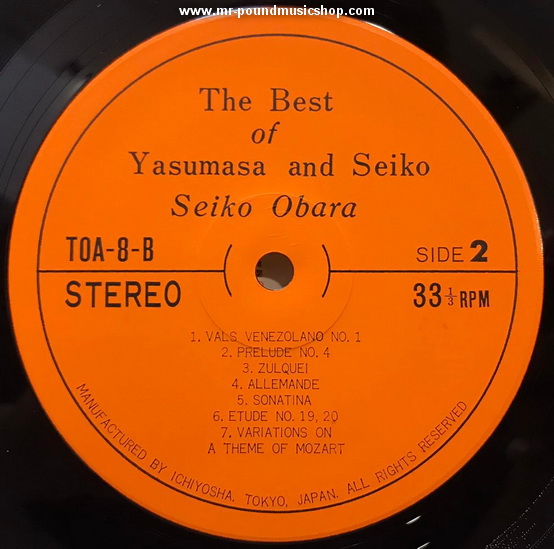 www.mr-poundmusicshop.com
The Best
of
Yasumasa and Seiko
Seiko Obara
TOA-8-B
SIDE 2
STEREO
33 1/3 RPM
1. VALS VENEZOLANO NO. 1
2. PRELUDE NO. 4
3. ZULQUEI
4. ALLEMANDE
5. SONATINA
6. ETUDE NO. 19, 20
7. VARIATIONS ON
A THEME OF MOZART
MANUFACTURED BY ICHIYOSHA. TOKYO, JAPAN. ALL RIGHTS RESERVED